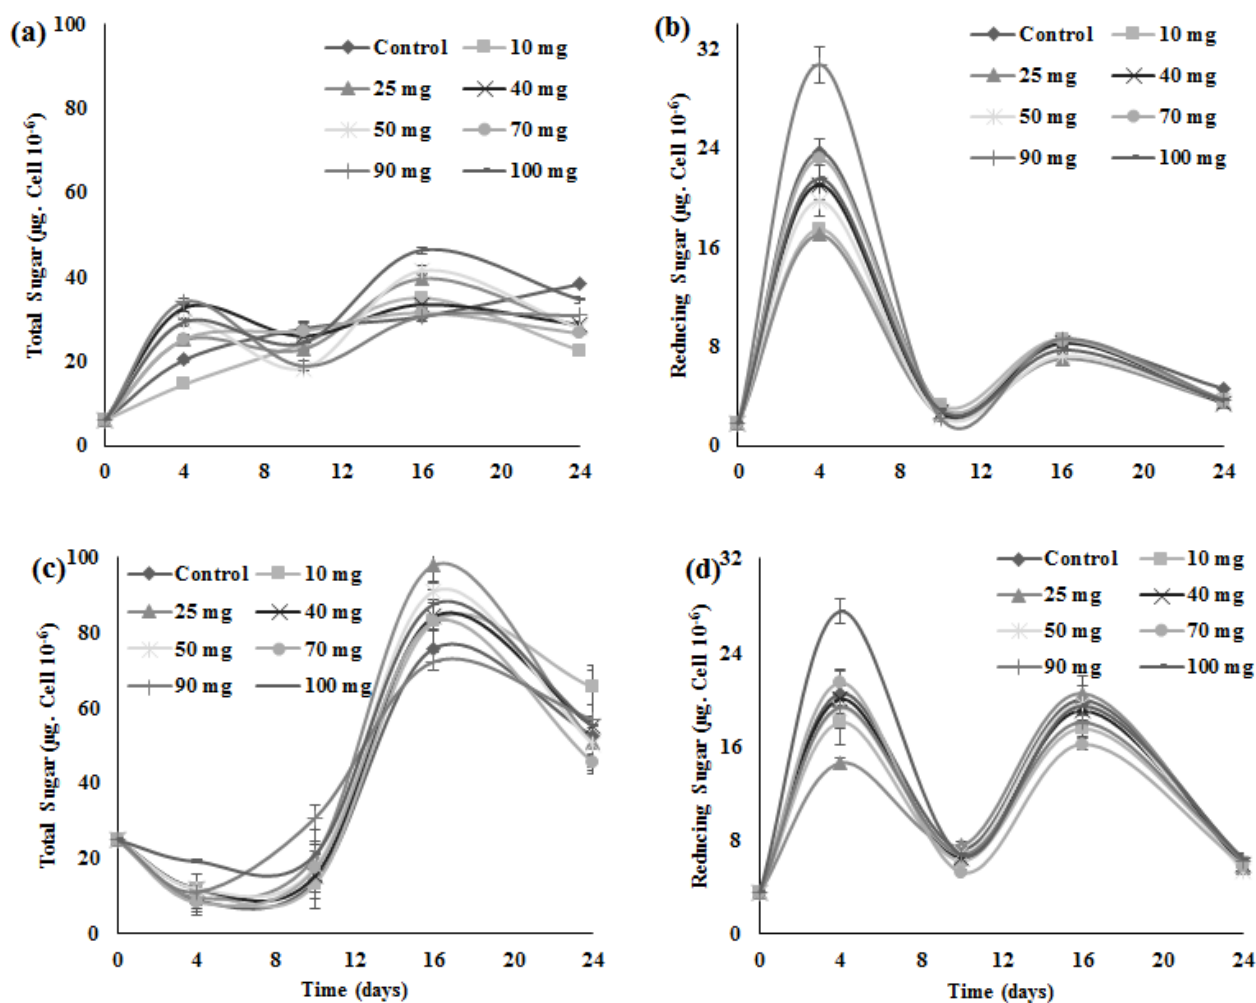 (a)
Total Sugar (µg. Cell 10⁻⁶)
100
80
60
40
20
0
0 4 8 12 16 20 24
Control 10 mg
25 mg 40 mg
50 mg 70 mg
90 mg 100 mg
(b)
Reducing Sugar (µg. Cell 10⁻⁶)
32
24
16
8
0
0 4 8 12 16 20 24
Control 10 mg
25 mg 40 mg
50 mg 70 mg
90 mg 100 mg
(c)
Total Sugar (µg. Cell 10⁻⁶)
100
80
60
40
20
0
0 4 8 12 16 20 24
Time (days)
Control 10 mg
25 mg 40 mg
50 mg 70 mg
90 mg 100 mg
(d)
Reducing Sugar (µg. Cell 10⁻⁶)
32
24
16
8
0
0 4 8 12 16 20 24
Time (days)
Control 10 mg
25 mg 40 mg
50 mg 70 mg
90 mg 100 mg